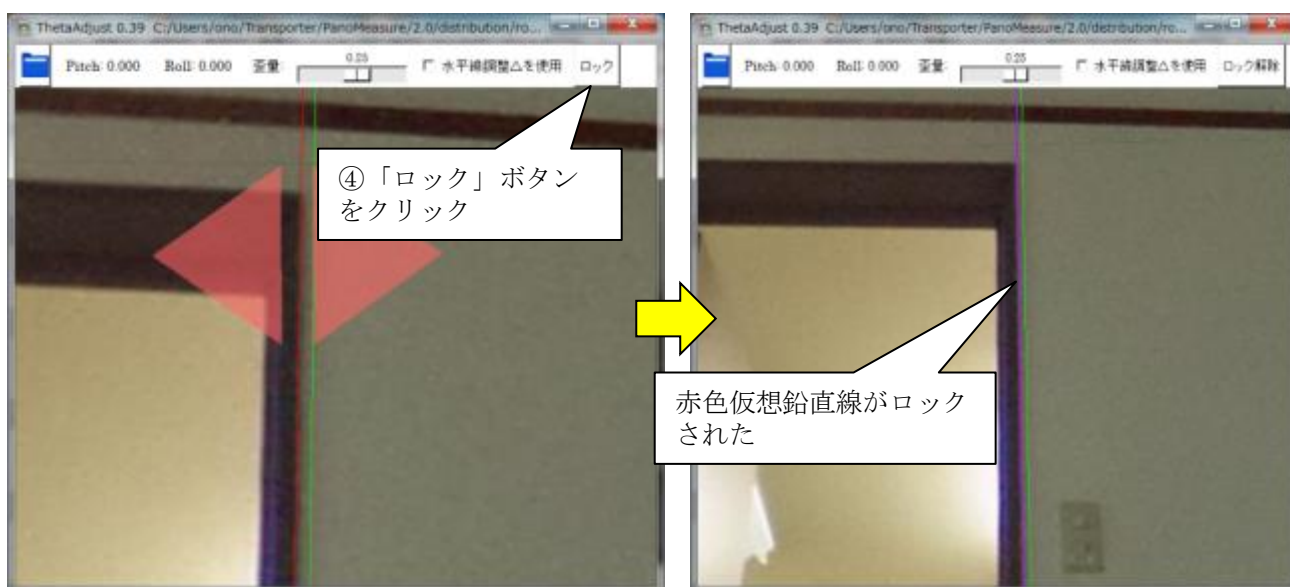 ThetaAdjust 0.39 C:/Users/ono/Transporter/PanoMeasure/2.0/distribution/ro...
Pitch: 0.000 Roll: 0.000 歪量: 0.25 水平線調整△を使用 ロック
④「ロック」ボタン
をクリック
ThetaAdjust 0.39 C:/Users/ono/Transporter/PanoMeasure/2.0/distribution/ro...
Pitch: 0.000 Roll: 0.000 歪量: 0.25 水平線調整△を使用 ロック解除
赤色仮想鉛直線がロック
された